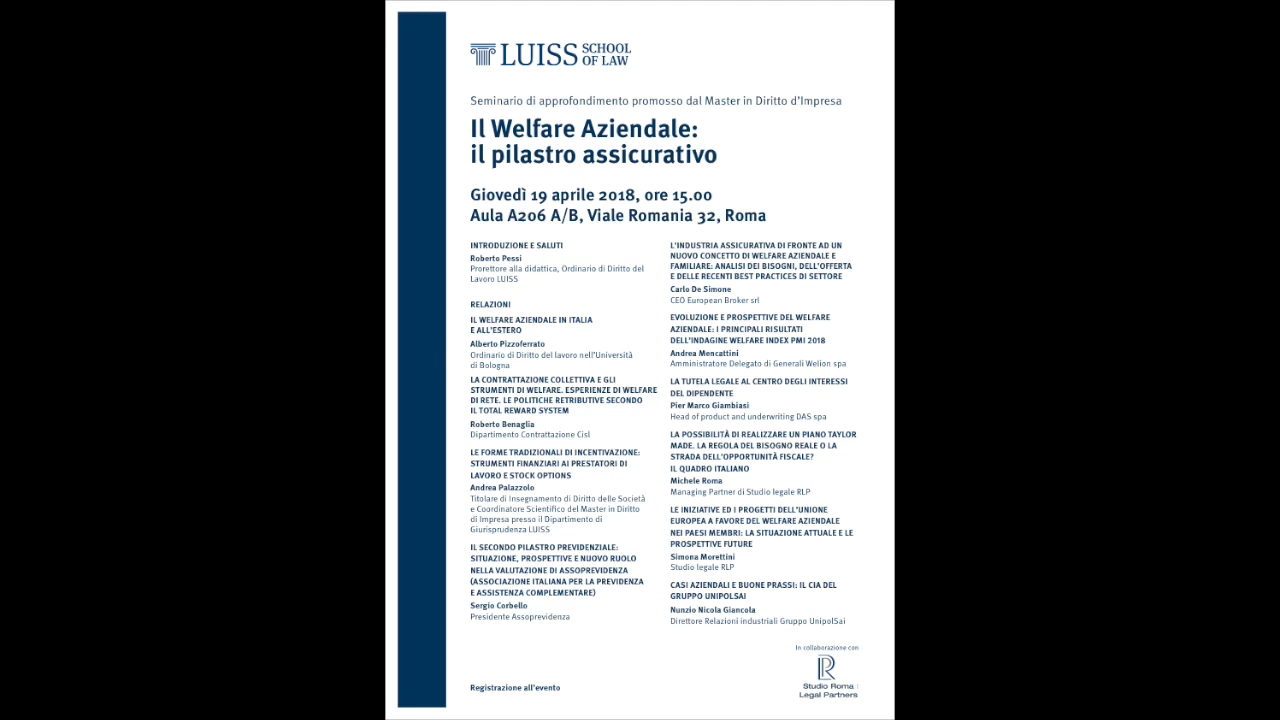 LUISS SCHOOL OF LAW
Seminario di approfondimento promosso dal Master in Diritto d'Impresa
Il Welfare Aziendale:
il pilastro assicurativo
Giovedì 19 aprile 2018, ore 15.00
Aula A206 A/B, Viale Romania 32, Roma
INTRODUZIONE E SALUTI
Roberto Pessi
Prorettore alla didattica, Ordinario di Diritto del
Lavoro LUISS
RELAZIONI
IL WELFARE AZIENDALE IN ITALIA
E ALL'ESTERO
Alberto Pizzoferrato
Ordinario di Diritto del lavoro nell'Università
di Bologna
LA CONTRATTAZIONE COLLETTIVA E GLI
STRUMENTI DI WELFARE. ESPERIENZE DI WELFARE
DI RETE. LE POLITICHE RETRIBUTIVE SECONDO
IL TOTAL REWARD SYSTEM
Roberto Benaglia
Dipartimento Contrattazione Cisl
LE FORME TRADIZIONALI DI INCENTIVAZIONE:
STRUMENTI FINANZIARI AI PRESTATORI DI
LAVORO E STOCK OPTIONS
Andrea Palazzolo
Titolare di Insegnamento di Diritto delle Società
e Coordinatore Scientifico del Master in Diritto
di Impresa presso il Dipartimento di
Giurisprudenza LUISS
IL SECONDO PILASTRO PREVIDENZIALE:
SITUAZIONE, PROSPETTIVE E NUOVO RUOLO
NELLA VALUTAZIONE DI ASSOPREVIDENZA
(ASSOCIAZIONE ITALIANA PER LA PREVIDENZA
E ASSISTENZA COMPLEMENTARE)
Sergio Corbello
Presidente Assoprevidenza
L'INDUSTRIA ASSICURATIVA DI FRONTE AD UN
NUOVO CONCETTO DI WELFARE AZIENDALE E
FAMILIARE: ANALISI DEI BISOGNI, DELL'OFFERTA
E DELLE RECENTI BEST PRACTICES DI SETTORE
Carlo De Simone
CEO European Broker srl
EVOLUZIONE E PROSPETTIVE DEL WELFARE
AZIENDALE: I PRINCIPALI RISULTATI
DELL'INDAGINE WELFARE INDEX PMI 2018
Andrea Mencattini
Amministratore Delegato di Generali Welion spa
LA TUTELA LEGALE AL CENTRO DEGLI INTERESSI
DEL DIPENDENTE
Pier Marco Giambiasi
Head of product and underwriting DAS spa
LA POSSIBILITÀ DI REALIZZARE UN PIANO TAYLOR
MADE. LA REGOLA DEL BISOGNO REALE O LA
STRADA DELL'OPPORTUNITÀ FISCALE?
IL QUADRO ITALIANO
Michele Roma
Managing Partner di Studio legale RLP
LE INIZIATIVE ED I PROGETTI DELL'UNIONE
EUROPEA A FAVORE DEL WELFARE AZIENDALE
NEI PAESI MEMBRI: LA SITUAZIONE ATTUALE E LE
PROSPETTIVE FUTURE
Simona Morettini
Studio legale RLP
CASI AZIENDALI E BUONE PRASSI: IL CIA DEL
GRUPPO UNIPOLSAI
Nunzio Nicola Giancola
Direttore Relazioni industriali Gruppo UnipolSai
In collaborazione con
Studio Roma
Legal Partners
Registrazione all'evento